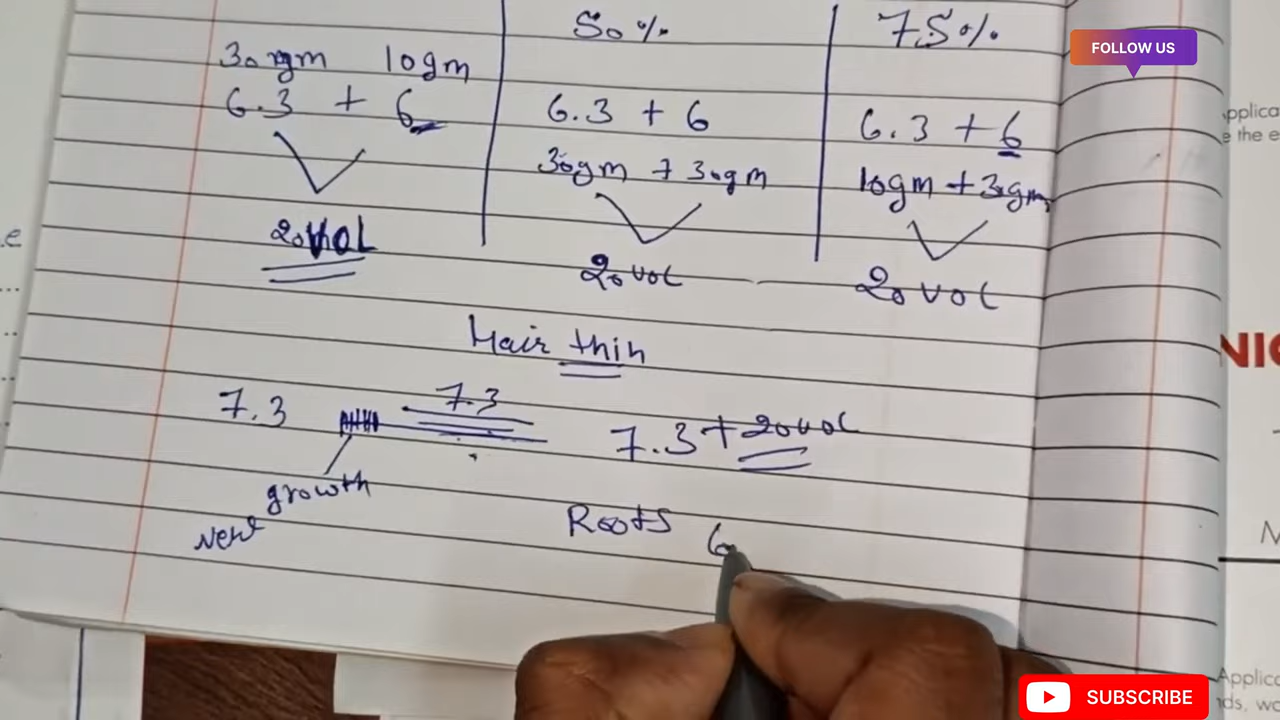 50% 75%
30gm 10gm
6.3 + 6 6.3 + 6 6.3 + 6
30gm + 30gm 10gm + 30gm
20VOL 20vol 20vol
Hair thin
7.3 7.3 7.3 + 20vol
growth
New
Roots 6
FOLLOW US
SUBSCRIBE